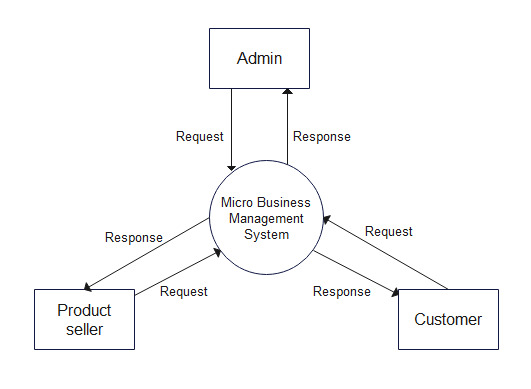 Admin
Request
Response
Micro Business
Management
System
Response
Request
Request
Response
Product
seller
Customer